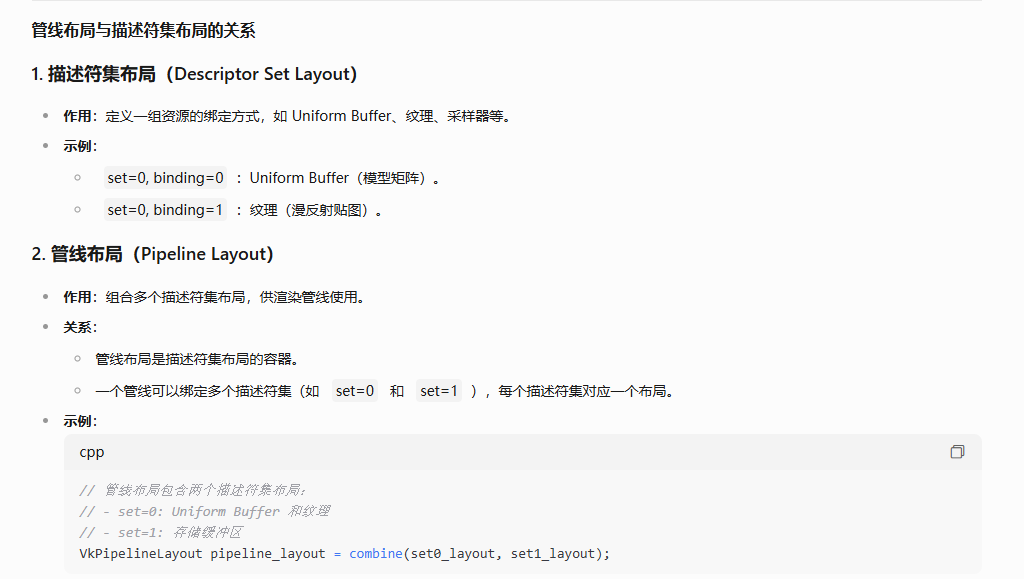 管线布局与描述符集布局的关系
1. 描述符集布局（Descriptor Set Layout）
作用：定义一组资源的绑定方式，如 Uniform Buffer、纹理、采样器等。
示例：
set=0, binding=0 ：Uniform Buffer（模型矩阵）。
set=0, binding=1 ：纹理（漫反射贴图）。
2. 管线布局（Pipeline Layout）
作用：组合多个描述符集布局，供渲染管线使用。
关系：
管线布局是描述符集布局的容器。
一个管线可以绑定多个描述符集（如 set=0 和 set=1 ），每个描述符集对应一个布局。
示例：
cpp
// 管线布局包含两个描述符集布局：
// - set=0: Uniform Buffer 和纹理
// - set=1: 存储缓冲区
VkPipelineLayout pipeline_layout = combine(set0_layout, set1_layout);